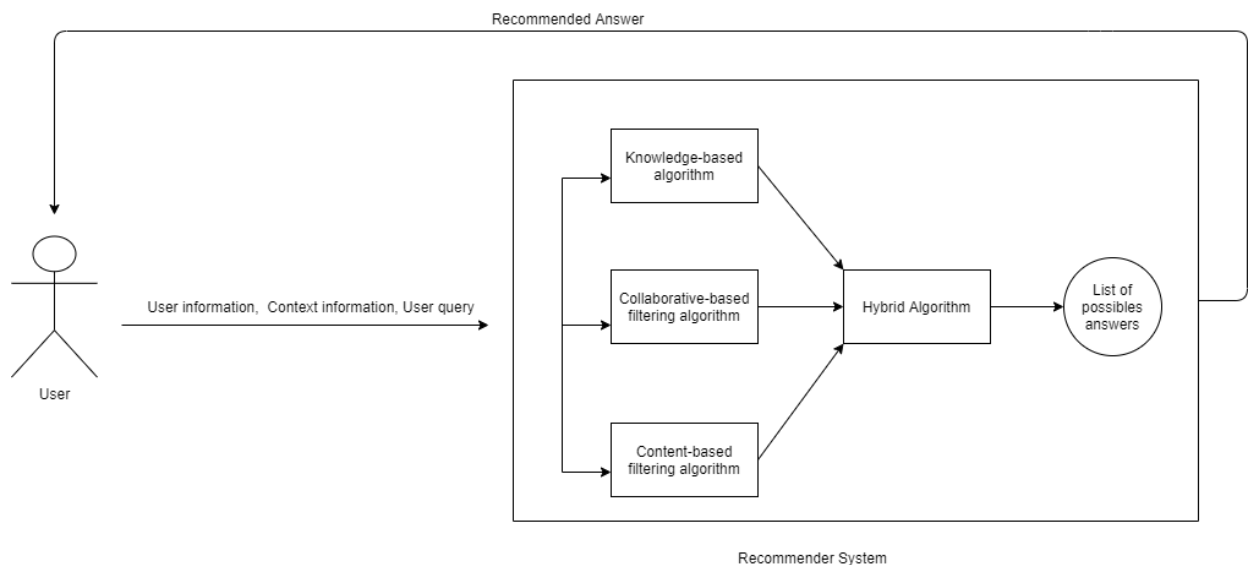 Recommended Answer
Knowledge-based
algorithm
User information,  Context information, User query
Collaborative-based
filtering algorithm
Hybrid Algorithm
List of
possibles
answers
User
Content-based
filtering algorithm
Recommender System